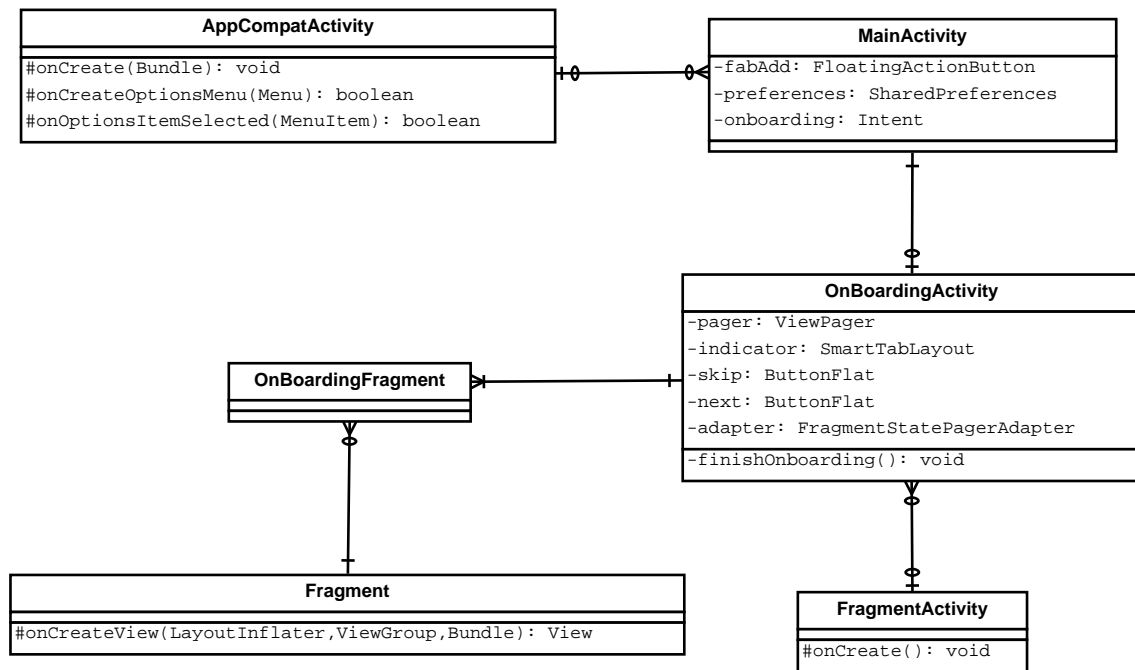 AppCompatActivity
#onCreate(Bundle): void
#onCreateOptionsMenu(Menu): boolean
#onOptionsItemSelected(MenuItem): boolean
MainActivity
-fabAdd: FloatingActionButton
-preferences: SharedPreferences
-onboarding: Intent
OnBoardingActivity
-pager: ViewPager
-indicator: SmartTabLayout
-skip: ButtonFlat
-next: ButtonFlat
-adapter: FragmentStatePagerAdapter
-finishOnboarding(): void
OnBoardingFragment
Fragment
#onCreateView(LayoutInflater,ViewGroup,Bundle): View
FragmentActivity
#onCreate(): void